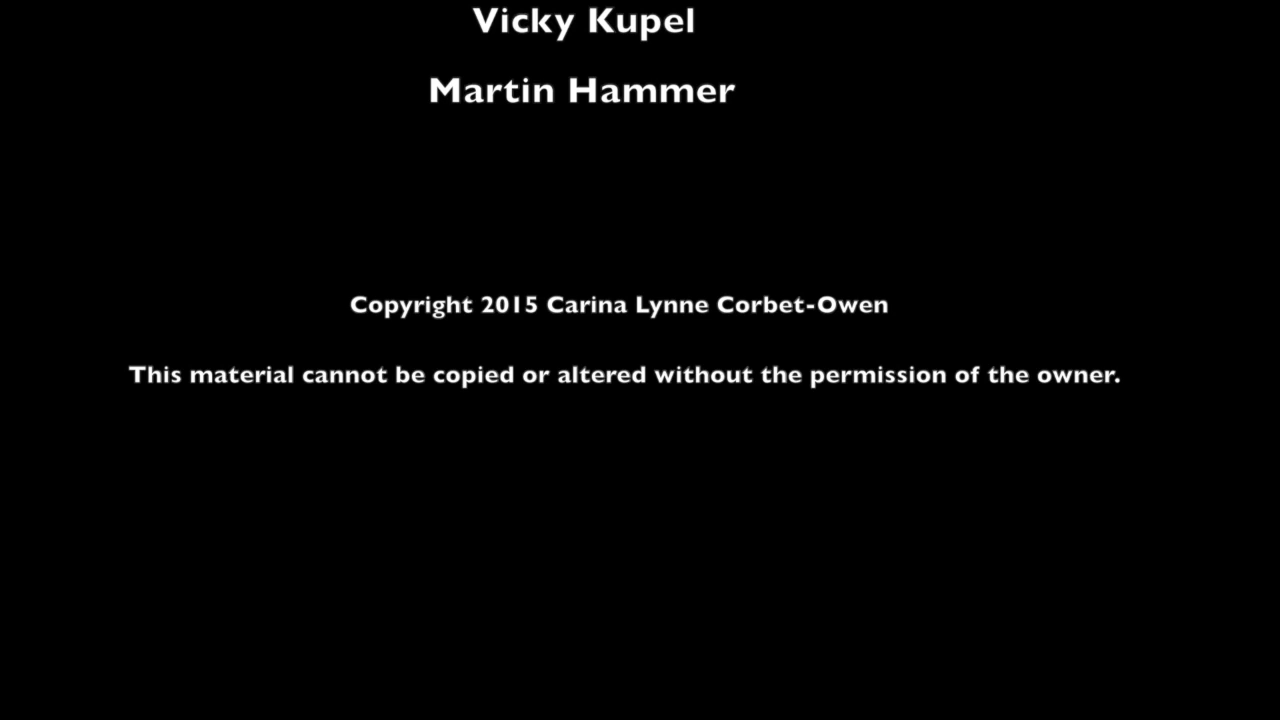 Vicky Kupel
Martin Hammer
Copyright 2015 Carina Lynne Corbet-Owen
This material cannot be copied or altered without the permission of the owner.